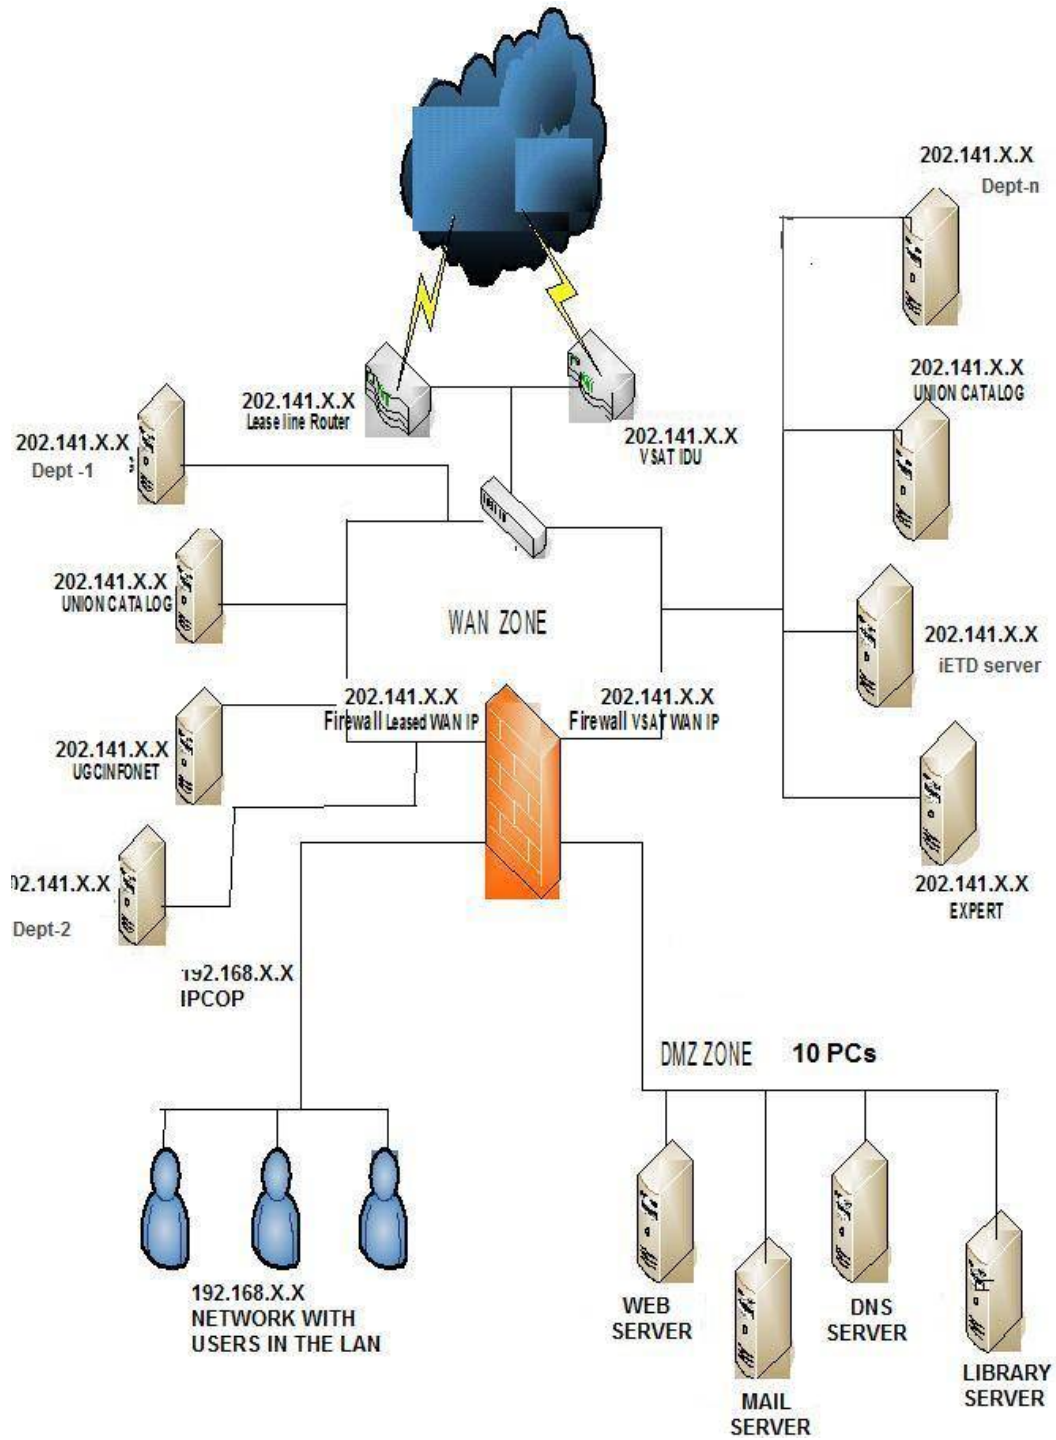 202.141.X.X
Dept-n
202.141.X.X
UNION CATALOG
202.141.X.X
Lease line Router
202.141.X.X
VSAT IDU
202.141.X.X
Dept -1
202.141.X.X
UNION CATALOG
WAN ZONE
202.141.X.X
iETD server
202.141.X.X
Firewall Leased WAN IP
202.141.X.X
Firewall VSAT WAN IP
202.141.X.X
UGCINFONET
02.141.X.X
Dept-2
202.141.X.X
EXPERT
192.168.X.X
IPCOP
DMZ ZONE 10 PCs
192.168.X.X
NETWORK WITH
USERS IN THE LAN
WEB
SERVER
MAIL
SERVER
DNS
SERVER
LIBRARY
SERVER